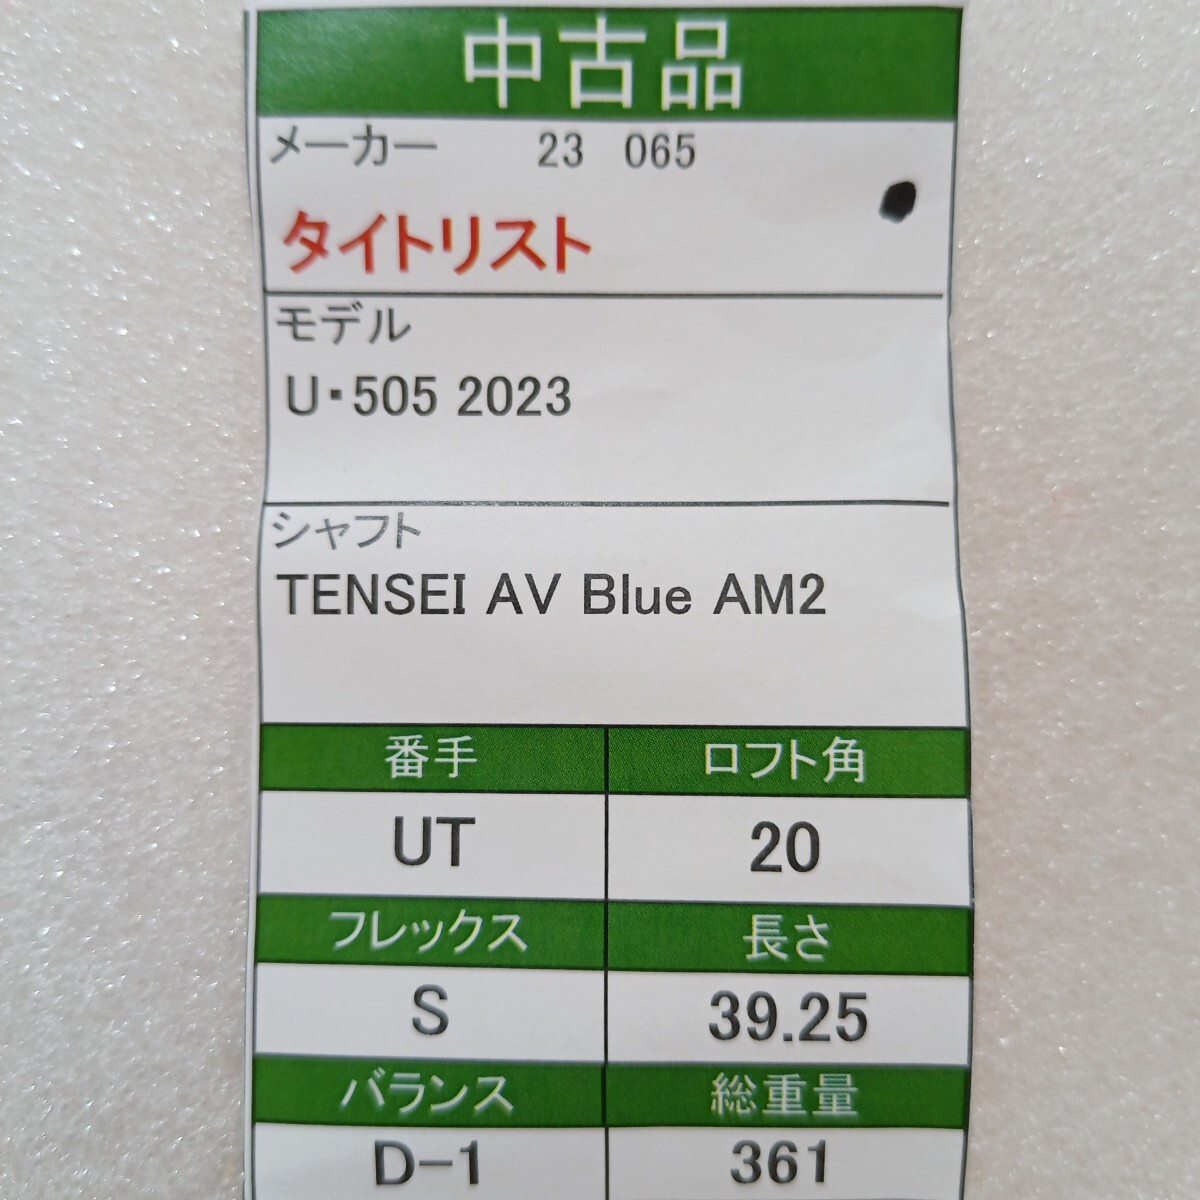 中古品
メーカー 23 065
タイトリスト
モデル
U・505 2023
シャフト
TENSEI AV Blue AM2
番手 ロフト角
UT 20
フレックス 長さ
S 39.25
バランス 総重量
D-1 361